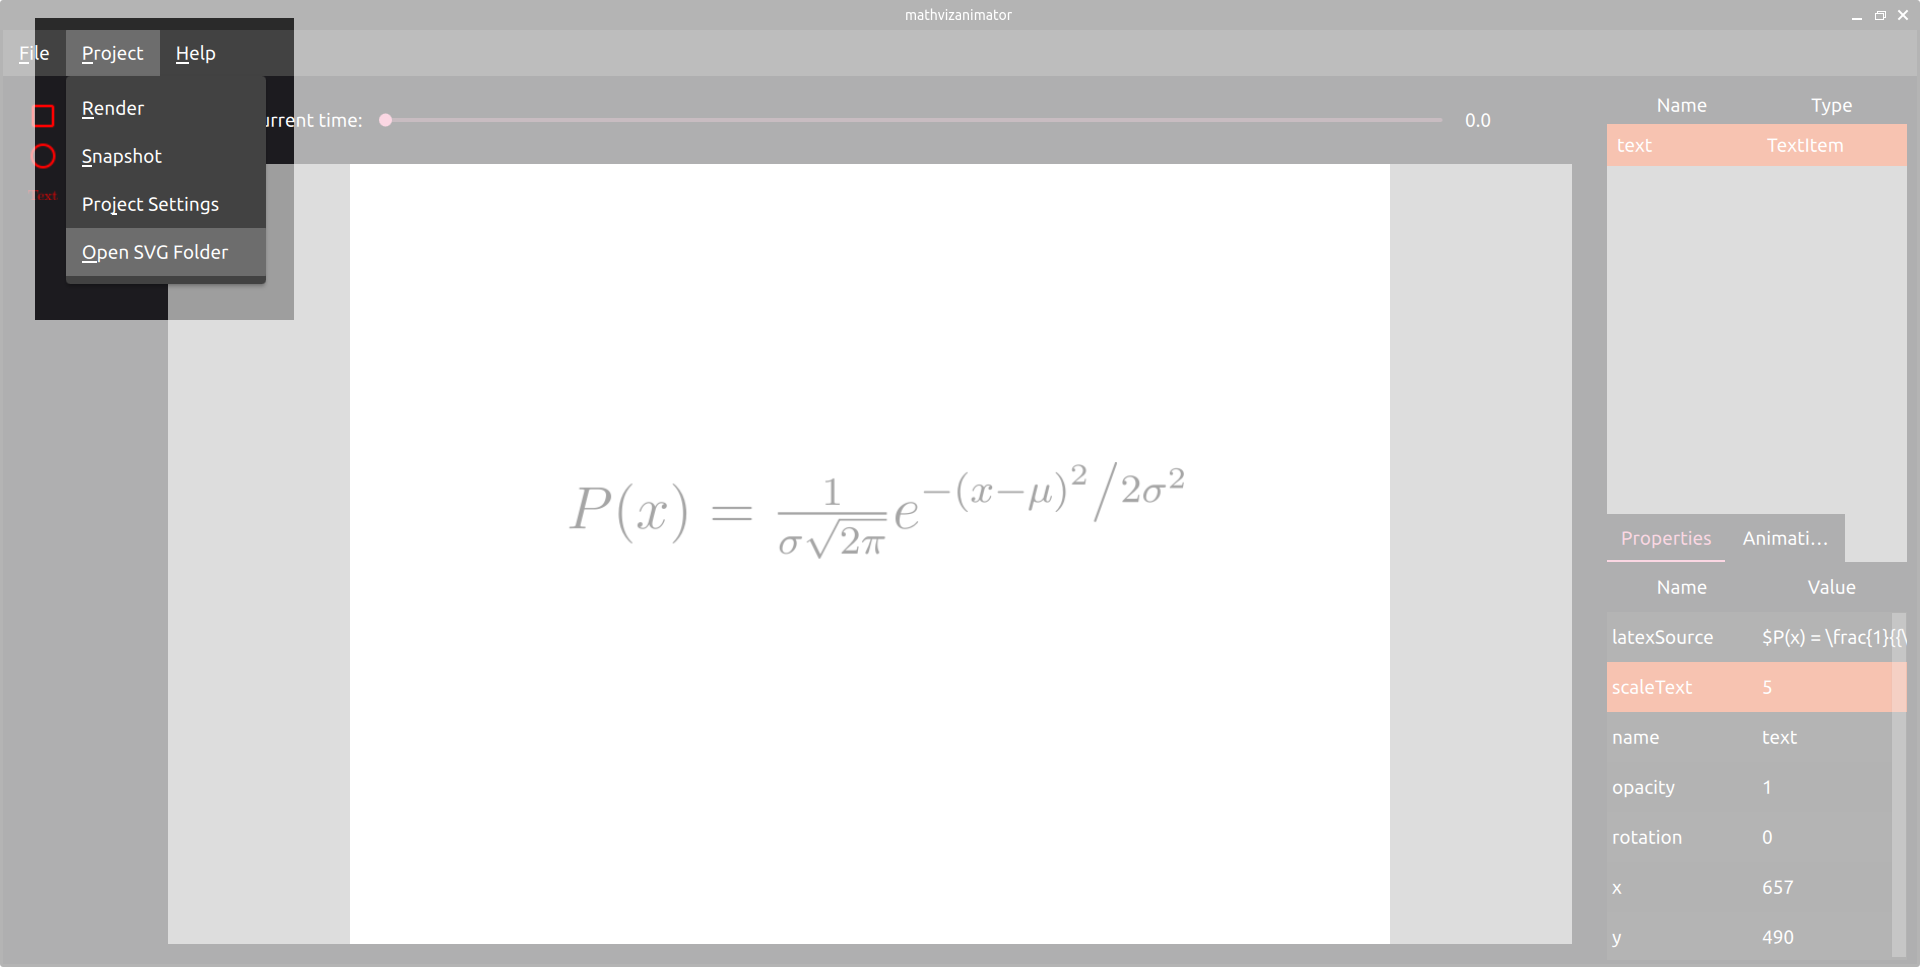 mathvizanimator
File Project Help
Render
Snapshot
Project Settings
Open SVG Folder
Text
urrent time: 0.0
P(x) = \frac{1}{\sigma\sqrt{2\pi}} e^{-(x-\mu)^2/2\sigma^2}
Name Type
text TextItem
Properties Animati...
Name Value
latexSource $P(x) = \frac{1}{{\
scaleText 5
name text
opacity 1
rotation 0
x 657
y 490